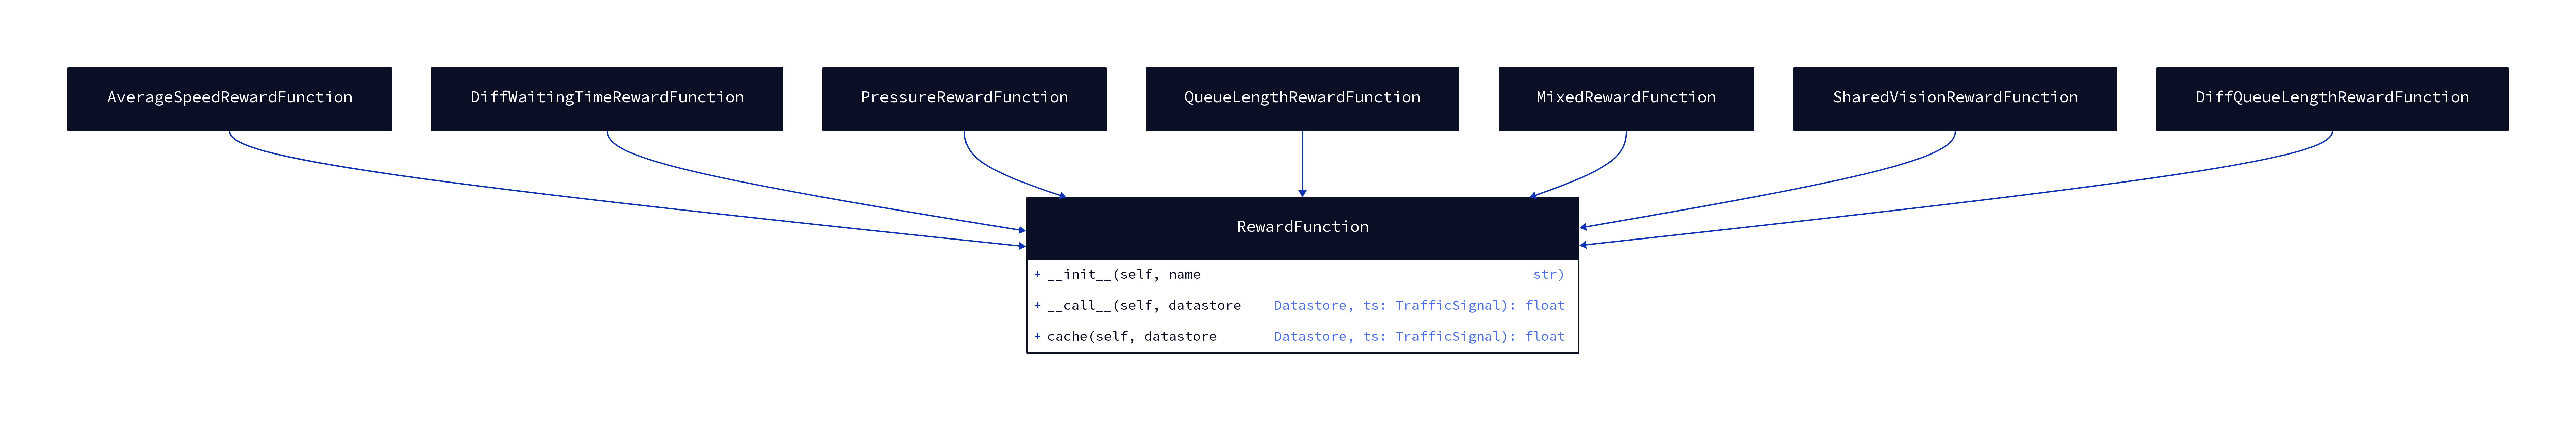 AverageSpeedRewardFunction
DiffWaitingTimeRewardFunction
PressureRewardFunction
QueueLengthRewardFunction
MixedRewardFunction
SharedVisionRewardFunction
DiffQueueLengthRewardFunction
RewardFunction
+ __init__(self, name str)
+ __call__(self, datastore Datastore, ts: TrafficSignal): float
+ cache(self, datastore Datastore, ts: TrafficSignal): float